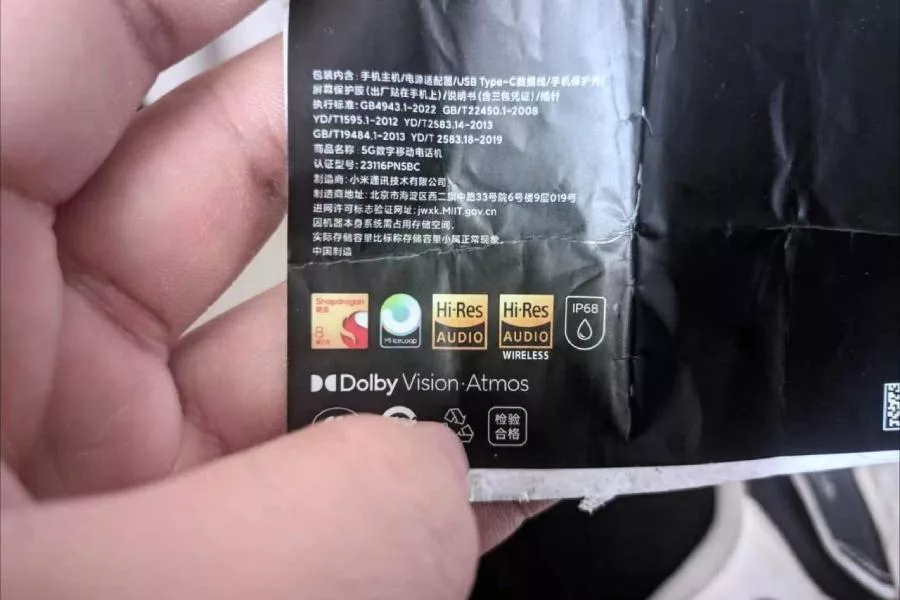 包装内含:手机主机/电源适配器/USB Type-C数据线/手机保护壳/
屏幕保护膜(出厂贴在手机上)/说明书(含三包凭证)/插针
执行标准:GB4943.1-2022 GB/T22450.1-2008
YD/T1595.1-2012 YD/T2583.14-2013
GB/T19484.1-2013 YD/T 2583.18-2019
商品名称:5G数字移动电话机
认证型号:23116PN5BC
制造商:小米通讯技术有限公司
制造商地址:北京市海淀区西二旗中路33号院6号楼9层019号
进网许可标志验证网址:jwxk.MIIT.gov.cn
因机器本身系统需占用存储空间,
实际存储容量比标称存储容量小属正常现象。
中国制造
Snapdragon
骁龙
8
Mi IceLoop
Hi-Res
AUDIO
Hi-Res
AUDIO
WIRELESS
IP68
Dolby Vision·Atmos
检验
合格